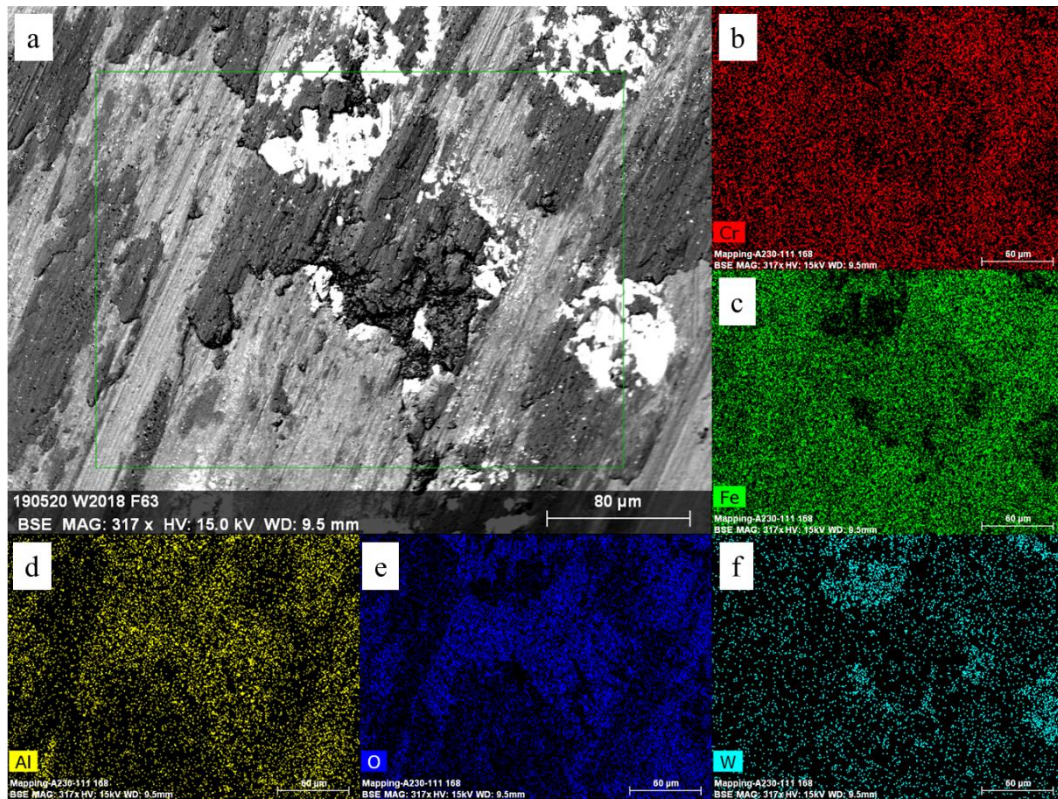 a
190520 W2018 F63
80 µm
BSE MAG: 317 x HV: 15.0 kV WD: 9.5 mm
b
Cr
Mapping-A230-111 168
BSE MAG: 317x HV: 15kV WD: 9.5mm
60 µm
c
Fe
Mapping-A230-111 168
BSE MAG: 317x HV: 15kV WD: 9.5mm
60 µm
d
Al
Mapping-A230-111 168
BSE MAG: 317x HV: 15kV WD: 9.5mm
60 µm
e
O
Mapping-A230-111 168
BSE MAG: 317x HV: 15kV WD: 9.5mm
60 µm
f
W
Mapping-A230-111 168
BSE MAG: 317x HV: 15kV WD: 9.5mm
60 µm